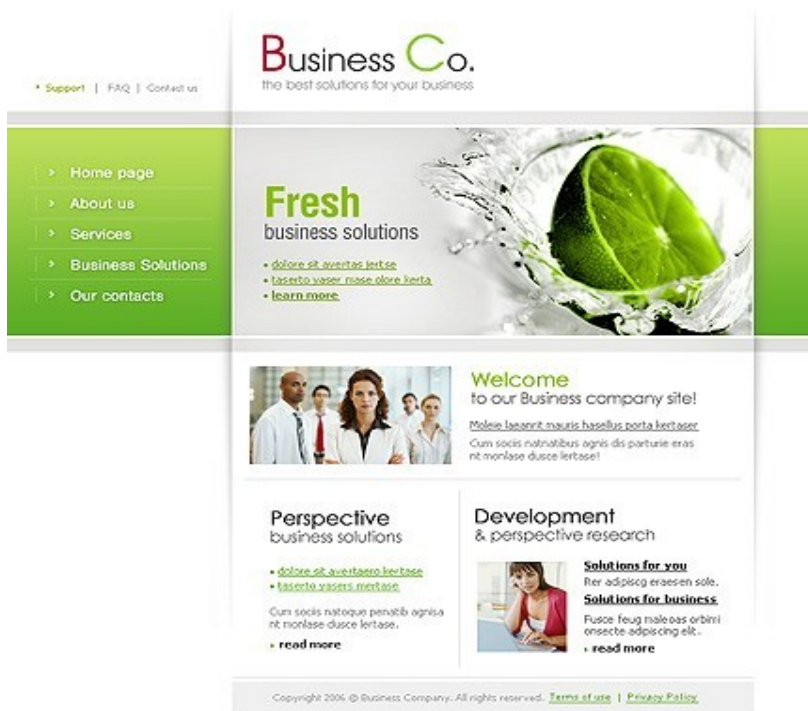 Business Co.
the best solutions for your business
Support | FAQ | Contact us
Home page
About us
Services
Business Solutions
Our contacts
Fresh
business solutions
dolore sit avertas jertse
taserto vaser mase olore kerta
learn more
Welcome
to our Business company site!
Moleie laeanrit mauris hasellus porta kertaser
Cum sociis natnatibus agnis dis parturie eras
nt monlase dusce lertase!
Perspective
business solutions
dolore sit avertaero kertase
taserto vasers mertase
Cum sociis natoque penatib agnisa
nt monlase dusce lertase.
read more
Development
& perspective research
Solutions for you
Rer adipiscg eraesen sole.
Solutions for business
Fusce feug maleoas orbimi
onsecte adipiscing elit.
read more
Copyright 2006 @ Business Company. All rights reserved. Terms of use | Privacy Policy